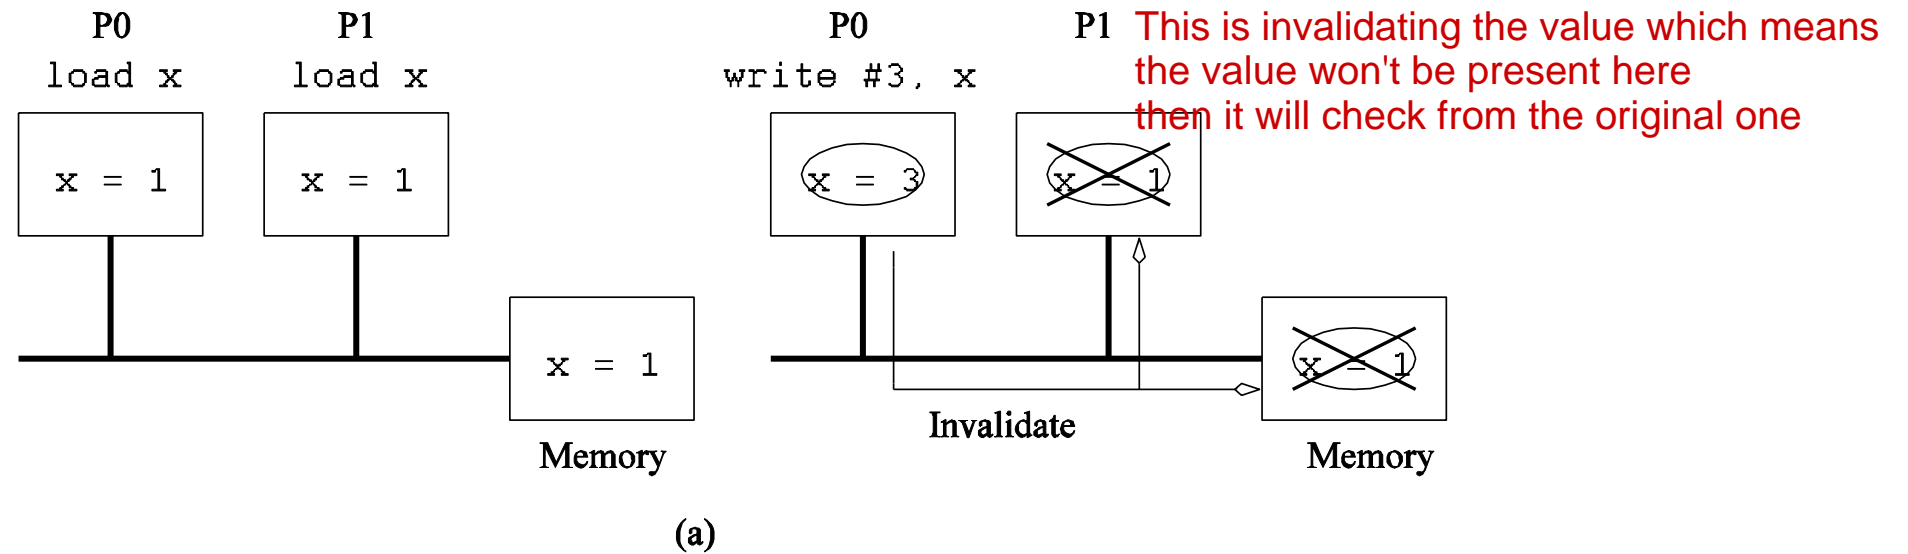 P0 P1
load x load x
x = 1 x = 1
x = 1
Memory
P0 P1
write #3, x
This is invalidating the value which means
the value won't be present here
then it will check from the original one
x = 3 x = 1
x = 1
Invalidate
Memory
(a)